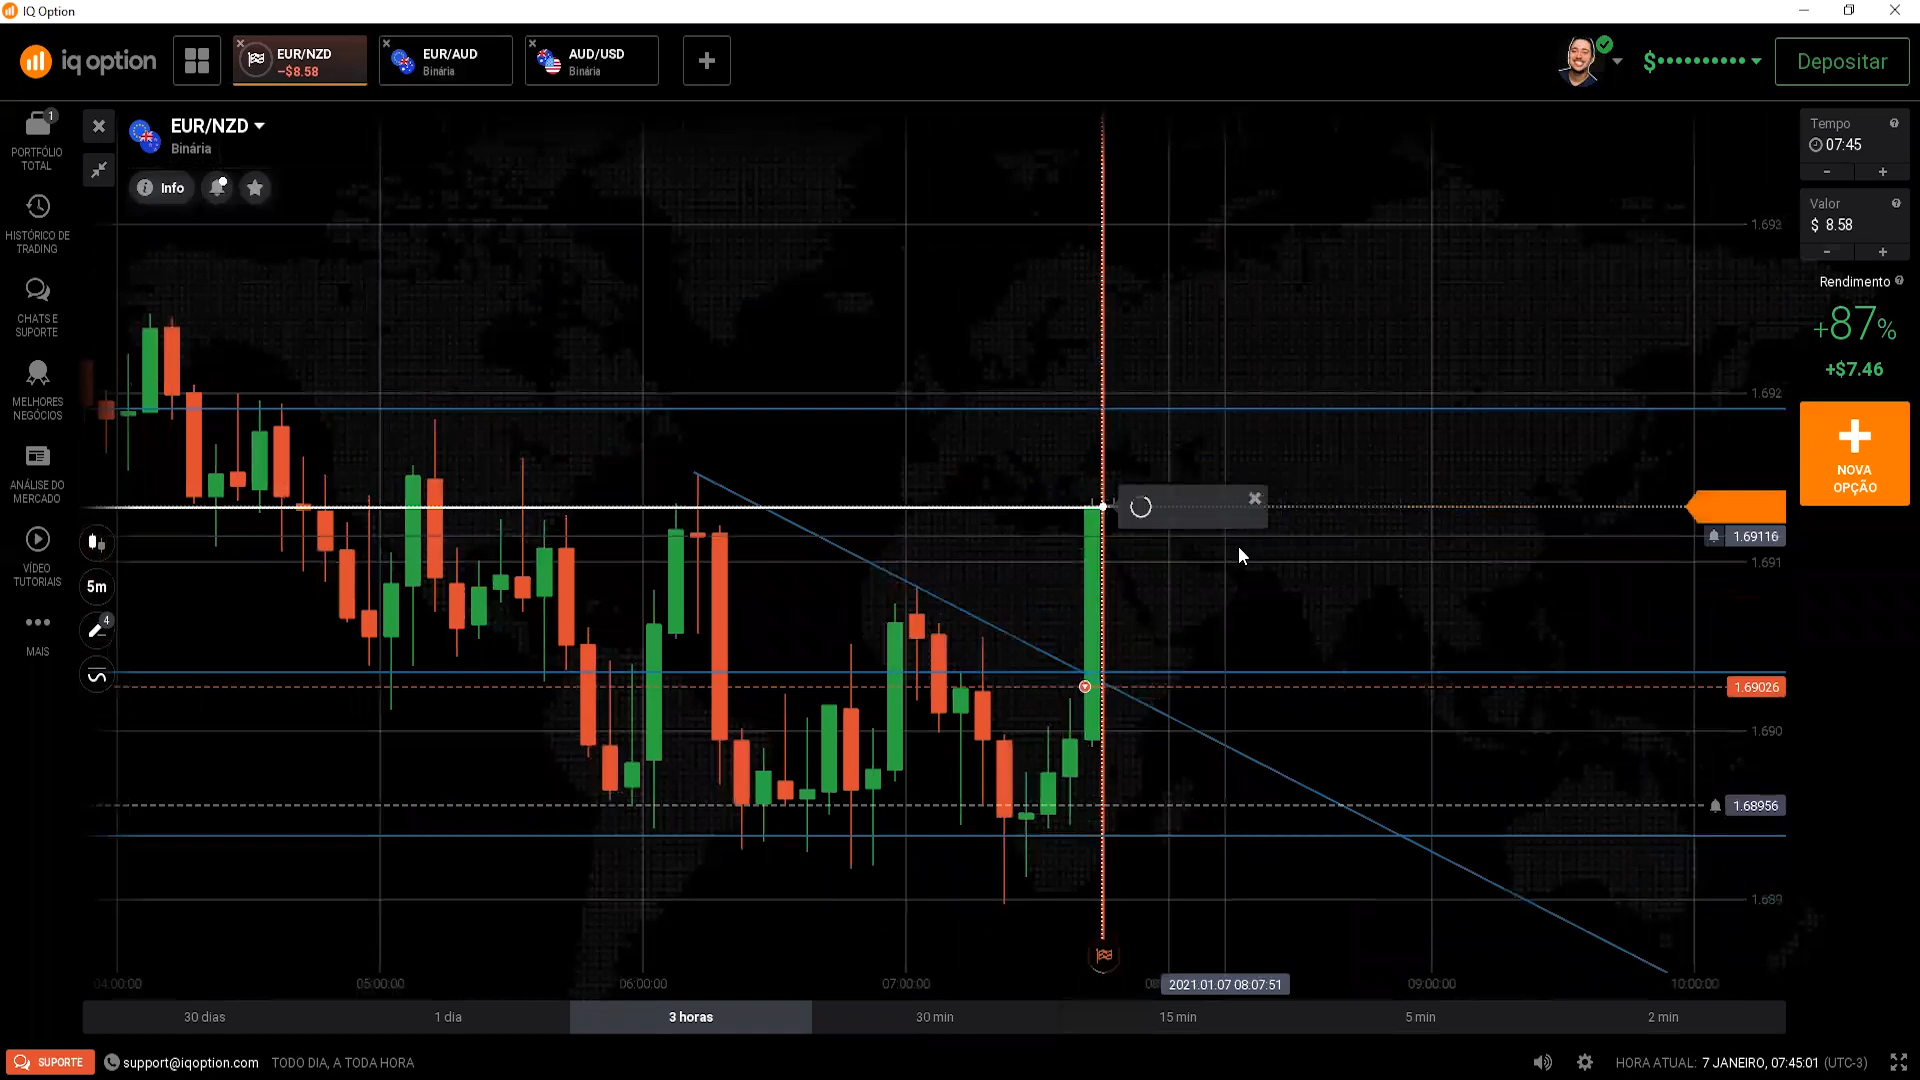 IQ Option
iq option
EUR/NZD
−$8.58
EUR/AUD
Binária
AUD/USD
Binária
$
Depositar
1
PORTFÓLIO
TOTAL
HISTÓRICO DE
TRADING
CHATS E
SUPORTE
MELHORES
NEGÓCIOS
ANÁLISE DO
MERCADO
VÍDEO
TUTORIAIS
MAIS
EUR/NZD
Binária
Info
5m
4
1.693
1.692
1.69116
1.691
1.69026
1.690
1.68956
1.689
Tempo
07:45
- +
Valor
$ 8.58
- +
Rendimento
+87%
+$7.46
NOVA
OPÇÃO
04:00:00
05:00:00
06:00:00
07:00:00
2021.01.07 08:07:51
09:00:00
10:00:00
30 dias
1 dia
3 horas
30 min
15 min
5 min
2 min
SUPORTE
support@iqoption.com
TODO DIA, A TODA HORA
HORA ATUAL: 7 JANEIRO, 07:45:01 (UTC-3)